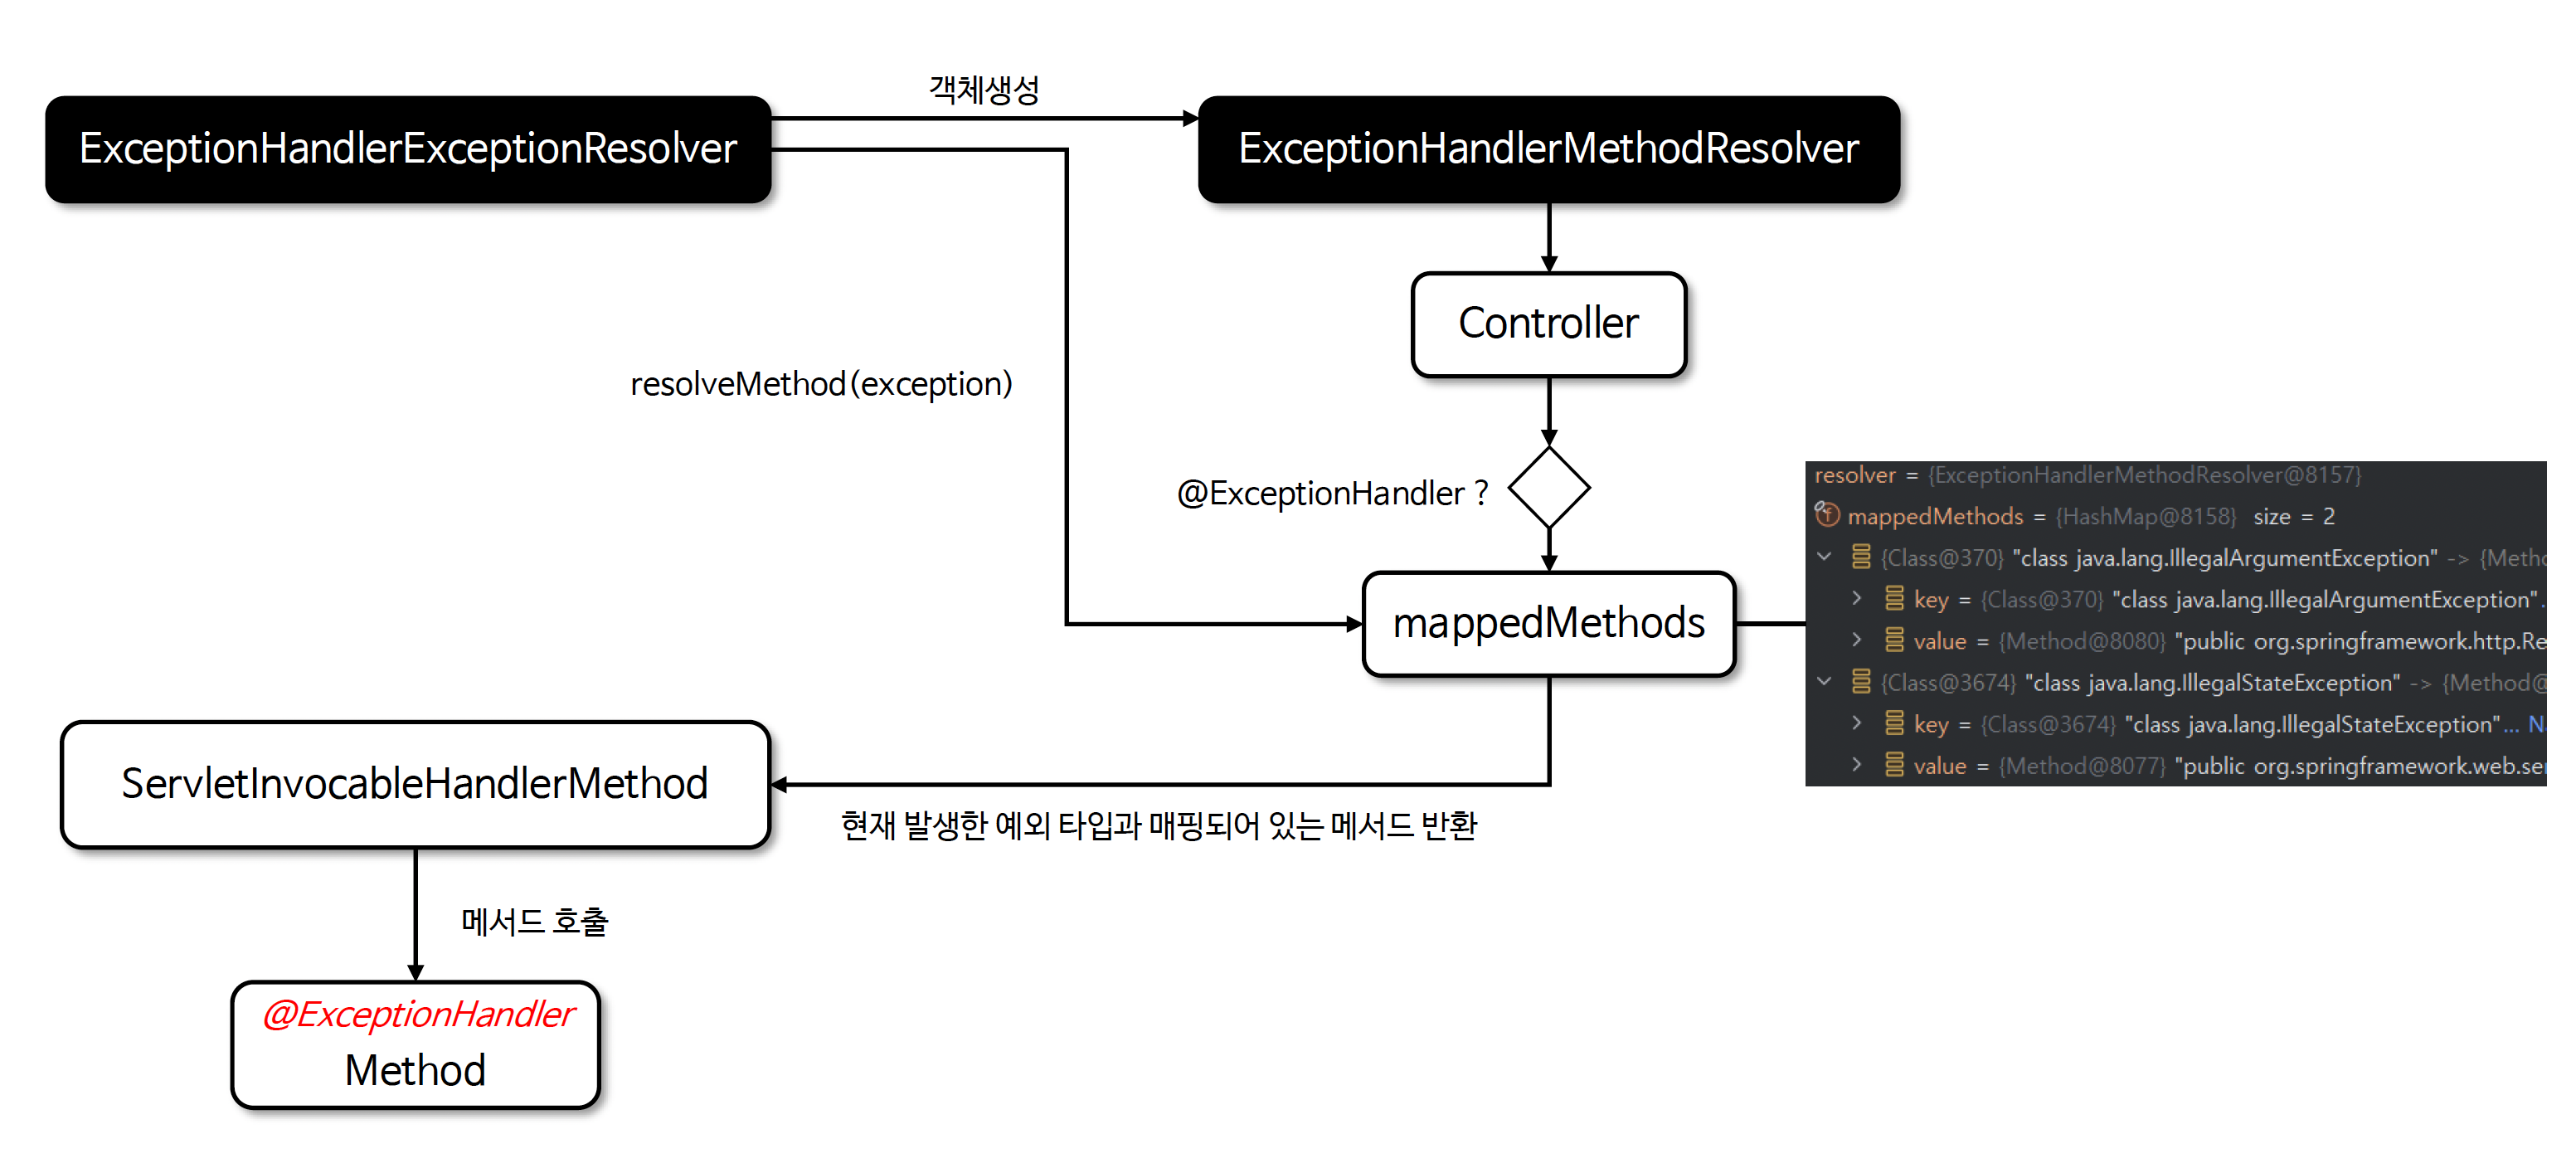 객체생성
ExceptionHandlerExceptionResolver
ExceptionHandlerMethodResolver
Controller
resolveMethod(exception)
@ExceptionHandler ?
mappedMethods
resolver = {ExceptionHandlerMethodResolver@8157}
f mappedMethods = {HashMap@8158} size = 2
{Class@370} "class java.lang.IllegalArgumentException" -> {Metho
key = {Class@370} "class java.lang.IllegalArgumentException"...
value = {Method@8080} "public org.springframework.http.Re
{Class@3674} "class java.lang.IllegalStateException" -> {Method@
key = {Class@3674} "class java.lang.IllegalStateException"... N
value = {Method@8077} "public org.springframework.web.ser
ServletInvocableHandlerMethod
현재 발생한 예외 타입과 매핑되어 있는 메서드 반환
메서드 호출
@ExceptionHandler
Method